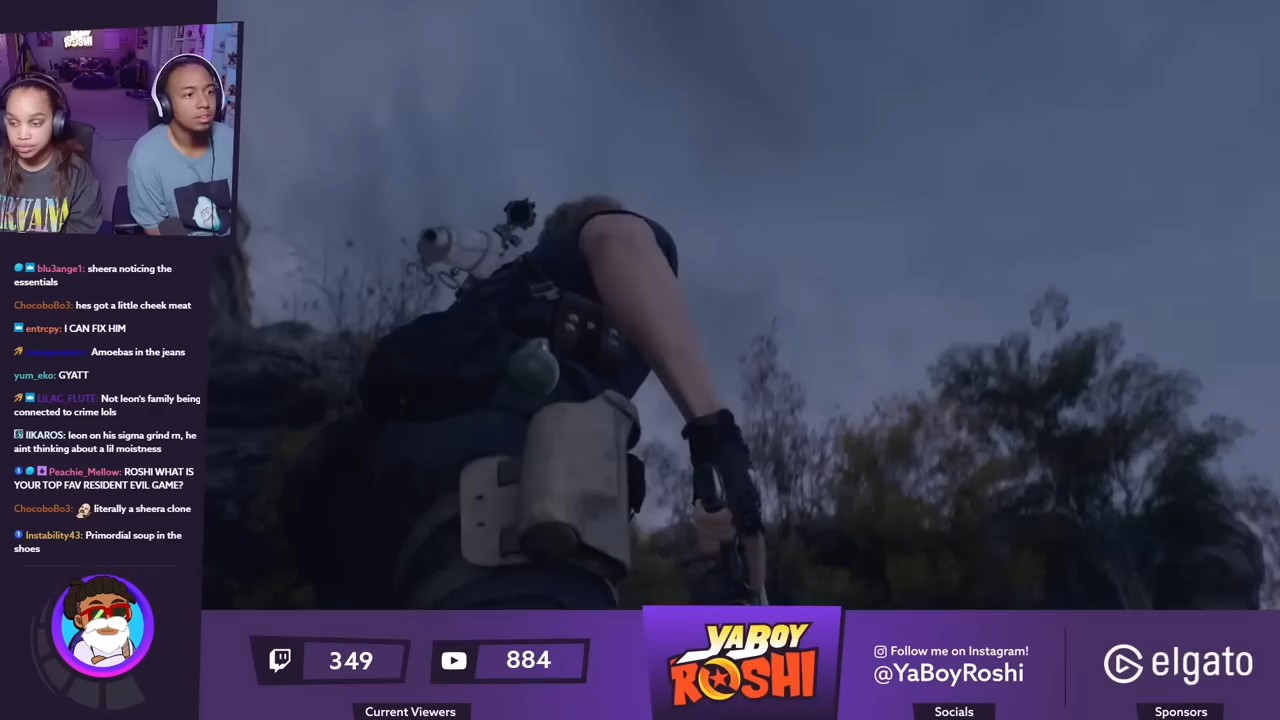 YABOY
ROSHI
NIRVANA
blu3ange1: sheera noticing the
essentials
ChocoboBo3: hes got a little cheek meat
entrcpy: I CAN FIX HIM
Amoebas in the jeans
yum_eko: GYATT
LILAC_FLUTE: Not leon's family being
connected to crime lols
IIKAROS: leon on his sigma grind rn, he
aint thinking about a lil moistness
Peachie_Mellow: ROSHI WHAT IS
YOUR TOP FAV RESIDENT EVIL GAME?
ChocoboBo3: literally a sheera clone
Instability43: Primordial soup in the
shoes
349
884
Current Viewers
YABOY
ROSHI
Follow me on Instagram!
@YaBoyRoshi
Socials
elgato
Sponsors